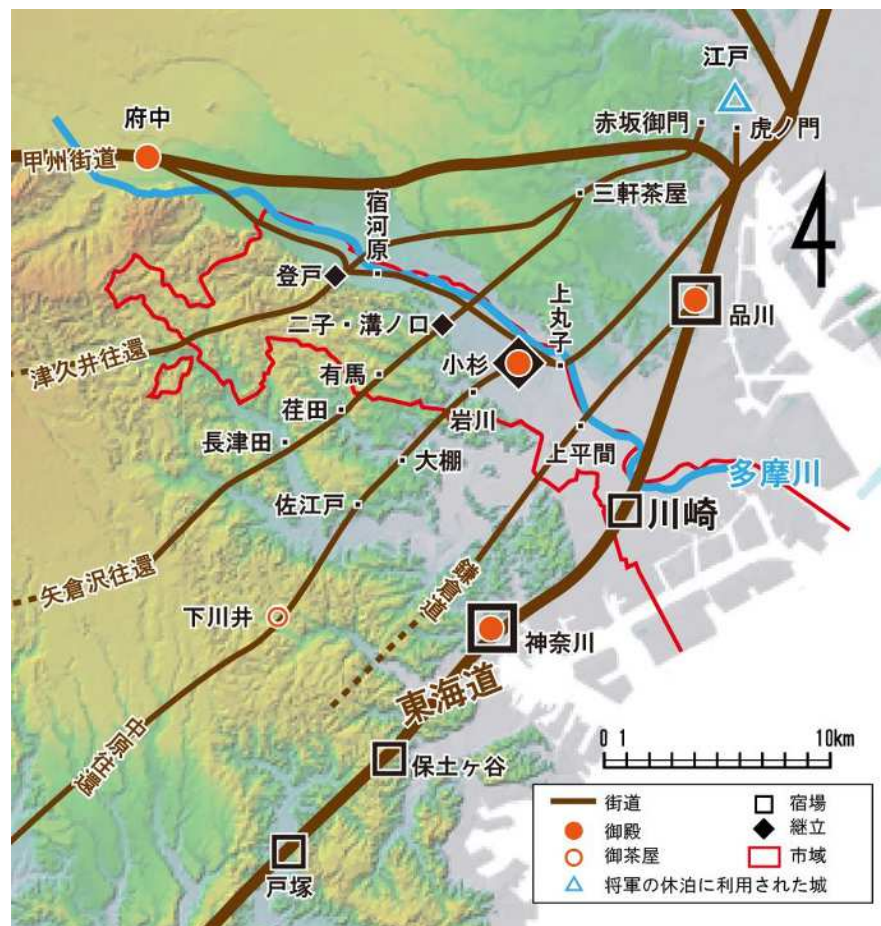 江戸
府中
赤坂御門
虎ノ門
甲州街道
三軒茶屋
宿河原
登戸
上丸子
品川
二子・溝ノ口
小杉
津久井往還
有馬
岩川
荏田
長津田
大棚
上平間
多摩川
佐江戸
川崎
矢倉沢往還
鎌倉道
下川井
神奈川
東海道
中原往還
保土ヶ谷
戸塚
0 1 10km
街道
宿場
御殿
継立
御茶屋
市域
将軍の休泊に利用された城